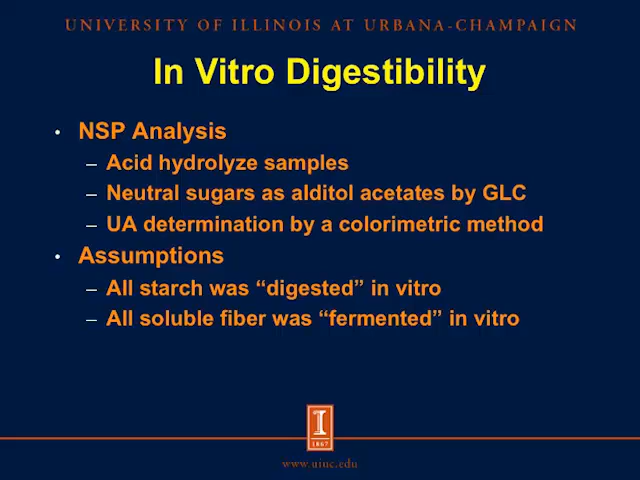 UNIVERSITY OF ILLINOIS AT URBANA-CHAMPAIGN
In Vitro Digestibility
• NSP Analysis
– Acid hydrolyze samples
– Neutral sugars as alditol acetates by GLC
– UA determination by a colorimetric method
• Assumptions
– All starch was “digested” in vitro
– All soluble fiber was “fermented” in vitro
I
1867
www.uiuc.edu